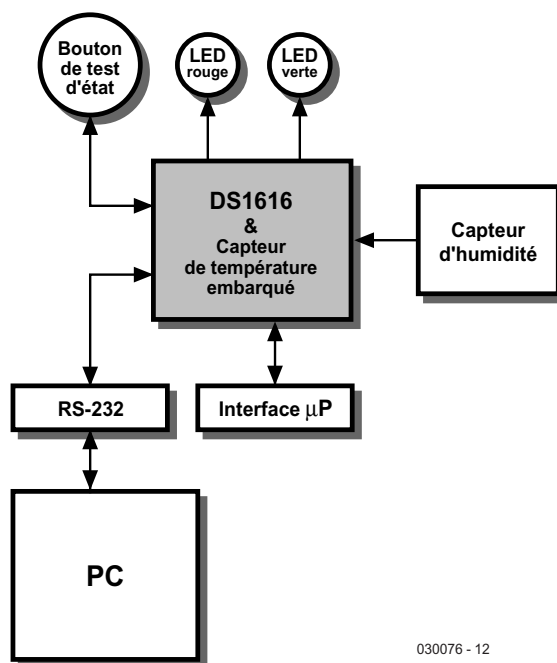 Bouton
de test
d'état
LED
rouge
LED
verte
DS1616
&
Capteur
de température
embarqué
Capteur
d'humidité
RS-232
Interface µP
PC
030076 - 12